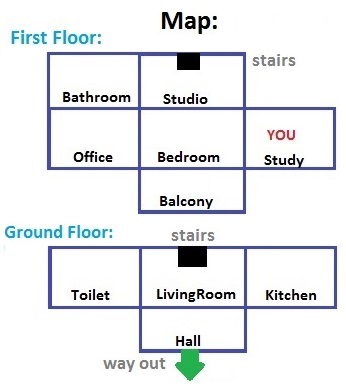 Map:
First Floor:
stairs
Bathroom Studio
YOU
Office Bedroom Study
Balcony
Ground Floor:
stairs
Toilet LivingRoom Kitchen
Hall
way out